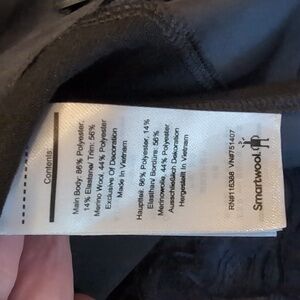 Contents:
Main Body: 86% Polyester,
14% Elastane/ Trim: 56%
Merino Wool, 44% Polyester
Exclusive Of Decoration
Made In Vietnam
Hauptteil: 86% Polyester, 14%
Elasthan/ Bordüre: 56%
Merinowolle, 44% Polyester
Ausschließlich Dekoration
Hergestellt In Vietnam
RN#116388 VN#751407
Smartwool